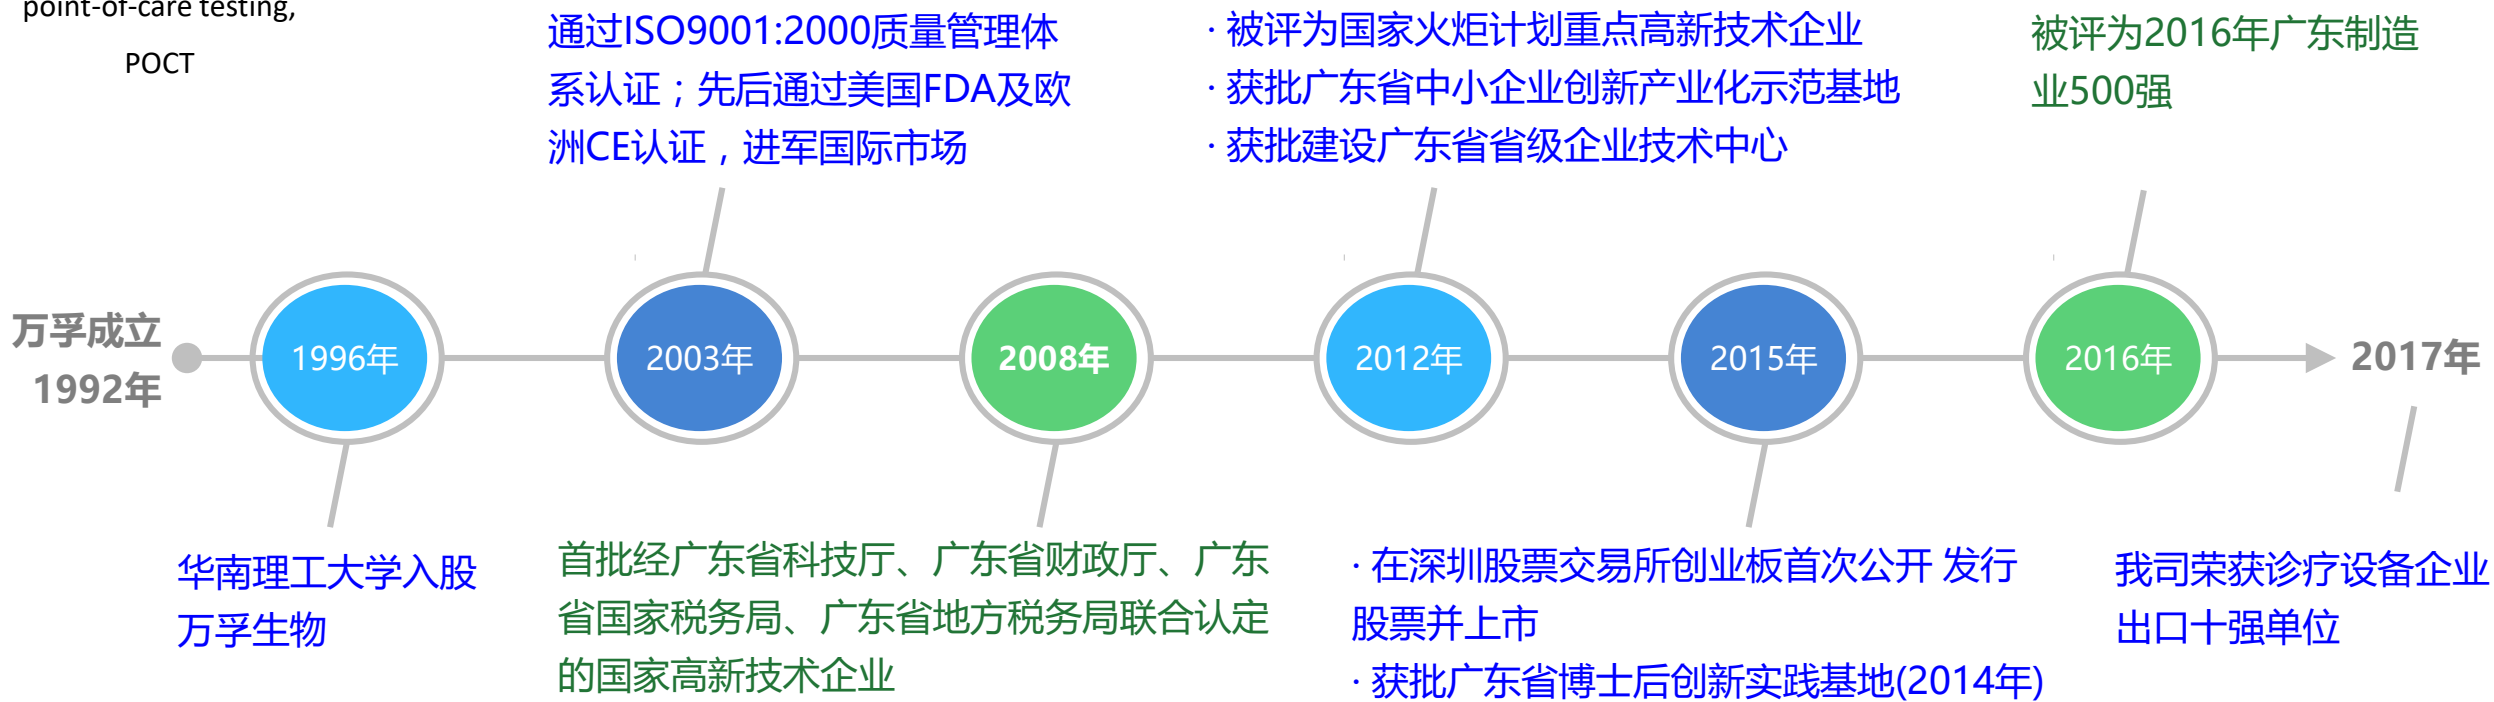 point-of-care testing,
POCT
通过ISO9001:2000质量管理体
系认证；先后通过美国FDA及欧
洲CE认证，进军国际市场
· 被评为国家火炬计划重点高新技术企业
· 获批广东省中小企业创新产业化示范基地
· 获批建设广东省省级企业技术中心
被评为2016年广东制造
业500强
万孚成立
1992年
1996年
2003年
2008年
2012年
2015年
2016年
2017年
华南理工大学入股
万孚生物
首批经广东省科技厅、广东省财政厅、广东
省国家税务局、广东省地方税务局联合认定
的国家高新技术企业
· 在深圳股票交易所创业板首次公开 发行
股票并上市
· 获批广东省博士后创新实践基地(2014年)
我司荣获诊疗设备企业
出口十强单位